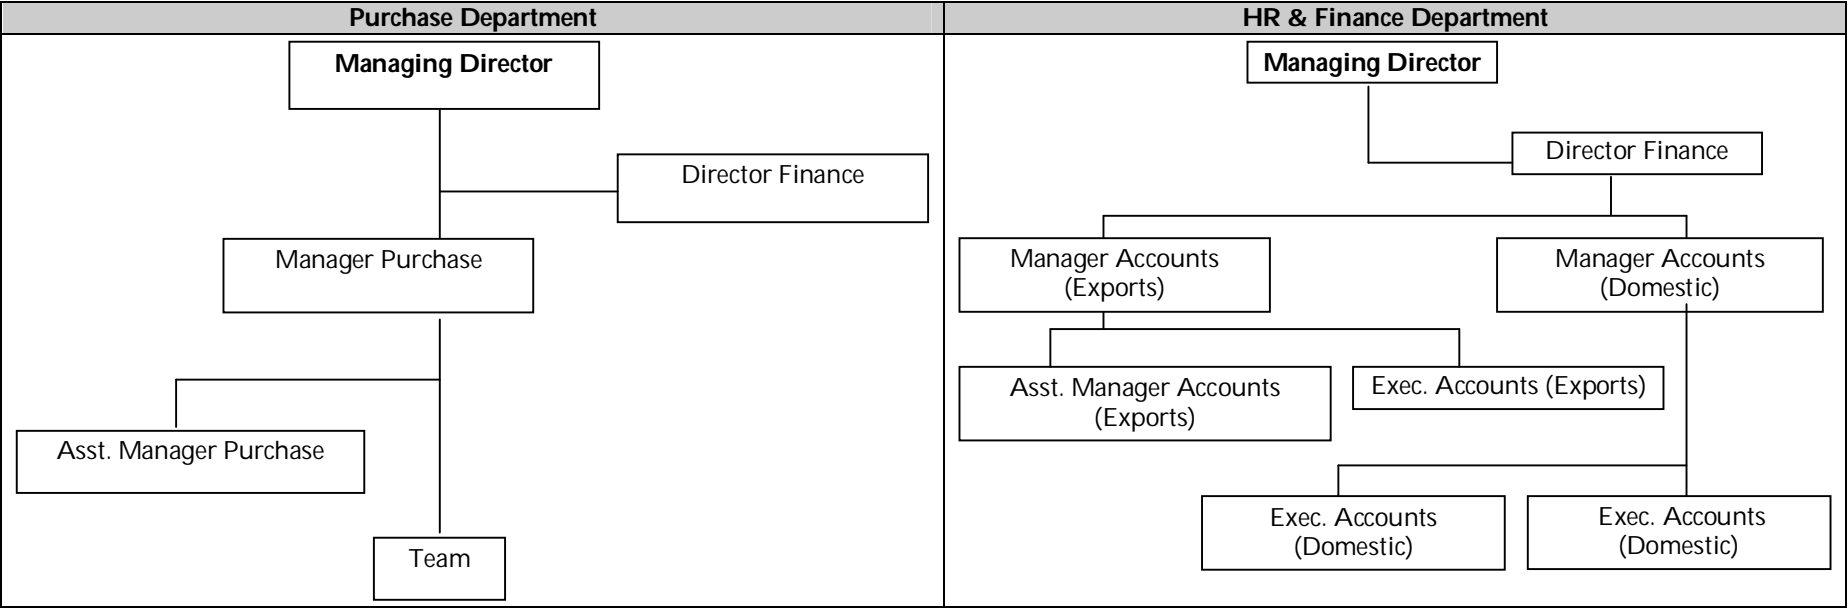 Purchase Department
Managing Director
Director Finance
Manager Purchase
Asst. Manager Purchase
Team
HR & Finance Department
Managing Director
Director Finance
Manager Accounts
(Exports)
Manager Accounts
(Domestic)
Asst. Manager Accounts
(Exports)
Exec. Accounts (Exports)
Exec. Accounts
(Domestic)
Exec. Accounts
(Domestic)